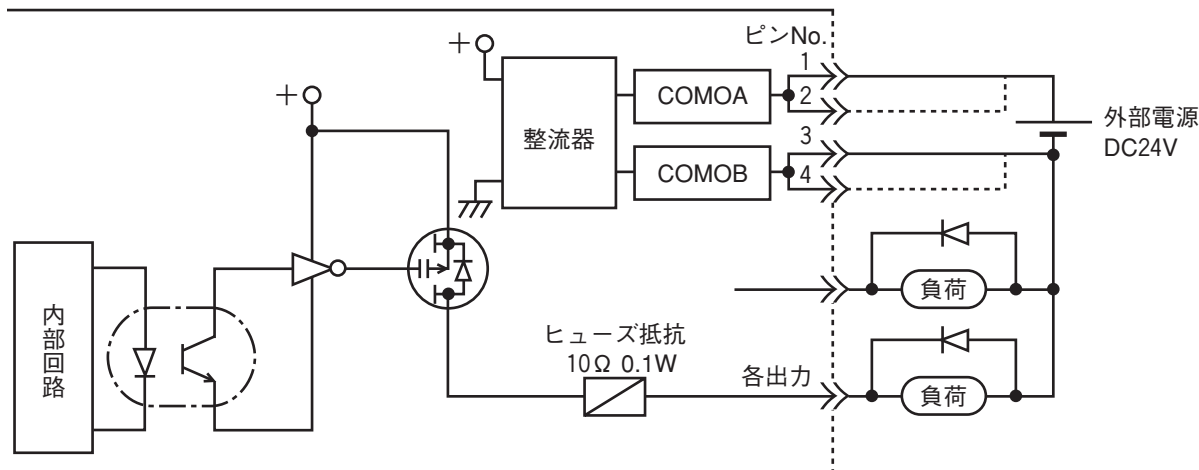 ピンNo.
+
1
COMOA
2
+
整流器
外部電源
DC24V
3
COMOB
4
負荷
内部回路
ヒューズ抵抗
10Ω 0.1W
各出力
負荷